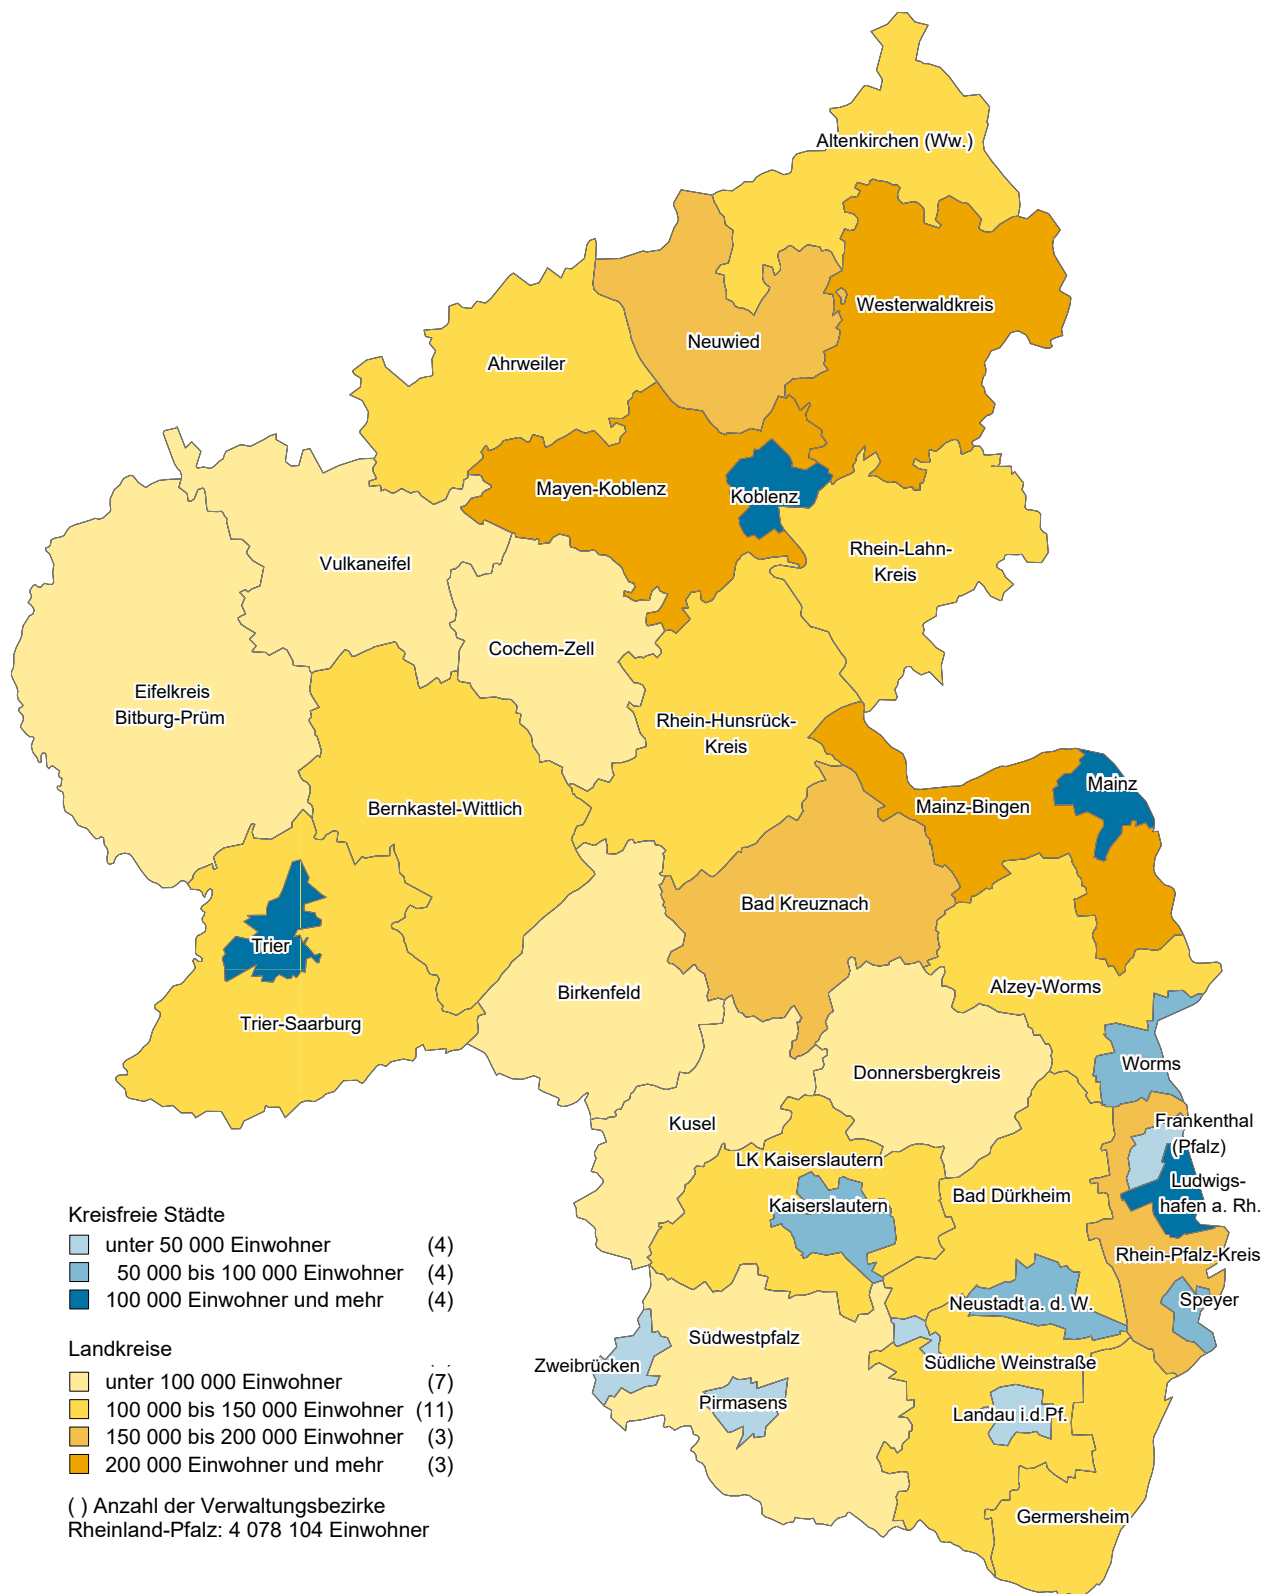 Altenkirchen (Ww.)
Westerwaldkreis
Neuwied
Ahrweiler
Mayen-Koblenz
Koblenz
Rhein-Lahn-
Kreis
Vulkaneifel
Cochem-Zell
Eifelkreis
Bitburg-Prüm
Rhein-Hunsrück-
Kreis
Mainz
Mainz-Bingen
Bernkastel-Wittlich
Bad Kreuznach
Trier
Alzey-Worms
Birkenfeld
Trier-Saarburg
Worms
Donnersbergkreis
Kusel
Frankenthal
(Pfalz)
LK Kaiserslautern
Ludwigs-
hafen a. Rh.
Bad Dürkheim
Kaiserslautern
Rhein-Pfalz-Kreis
Speyer
Neustadt a. d. W.
Südwestpfalz
Zweibrücken
Südliche Weinstraße
Pirmasens
Landau i.d.Pf.
Germersheim
Kreisfreie Städte
unter 50 000 Einwohner (4)
50 000 bis 100 000 Einwohner (4)
100 000 Einwohner und mehr (4)
Landkreise
unter 100 000 Einwohner (7)
100 000 bis 150 000 Einwohner (11)
150 000 bis 200 000 Einwohner (3)
200 000 Einwohner und mehr (3)
( ) Anzahl der Verwaltungsbezirke
Rheinland-Pfalz: 4 078 104 Einwohner